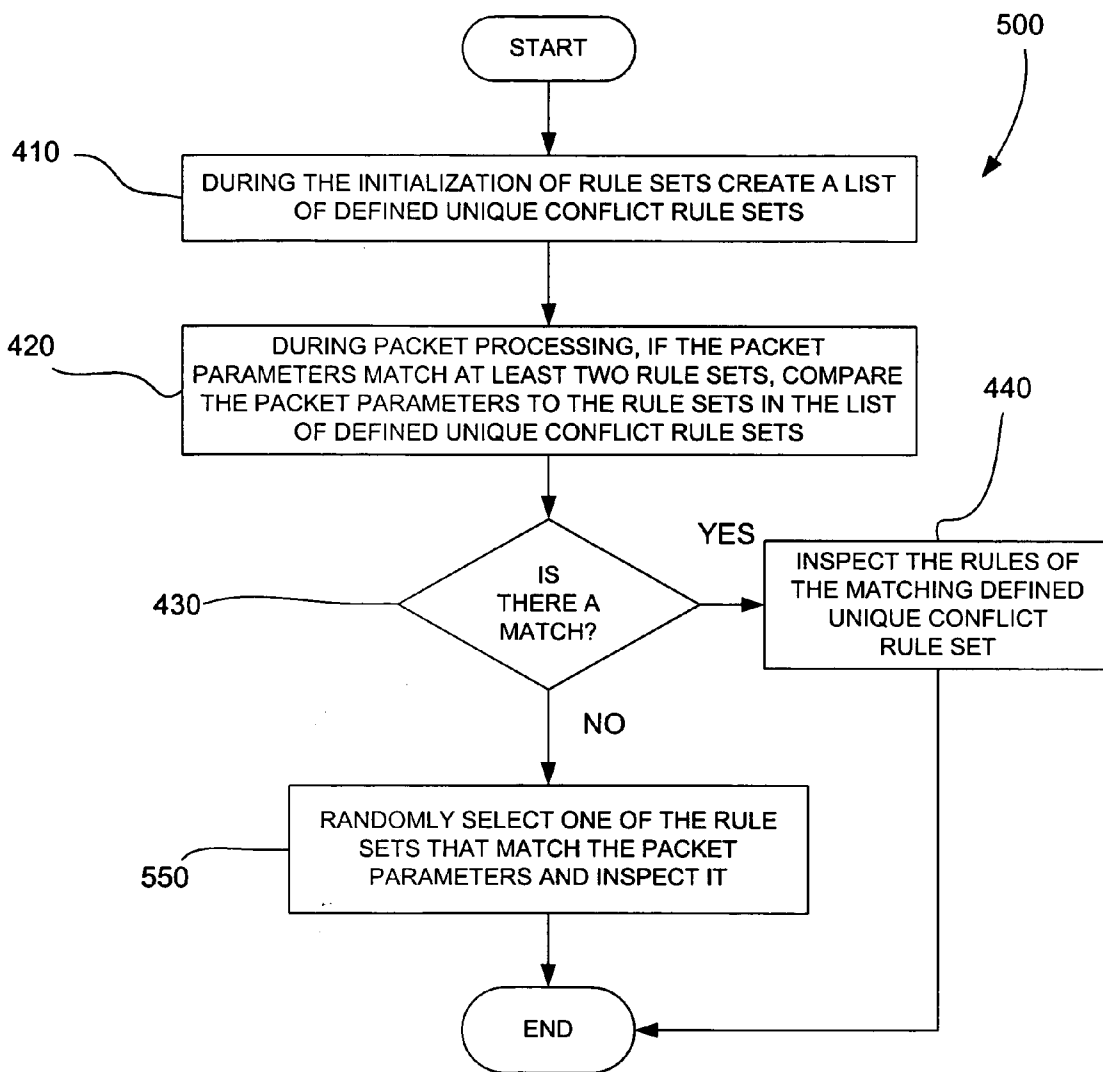 START
500
410
DURING THE INITIALIZATION OF RULE SETS CREATE A LIST
OF DEFINED UNIQUE CONFLICT RULE SETS
420
DURING PACKET PROCESSING, IF THE PACKET
PARAMETERS MATCH AT LEAST TWO RULE SETS, COMPARE
THE PACKET PARAMETERS TO THE RULE SETS IN THE LIST
OF DEFINED UNIQUE CONFLICT RULE SETS
440
YES
INSPECT THE RULES OF
THE MATCHING DEFINED
UNIQUE CONFLICT
RULE SET
430
IS
THERE A
MATCH?
NO
RANDOMLY SELECT ONE OF THE RULE
SETS THAT MATCH THE PACKET
PARAMETERS AND INSPECT IT
550
END